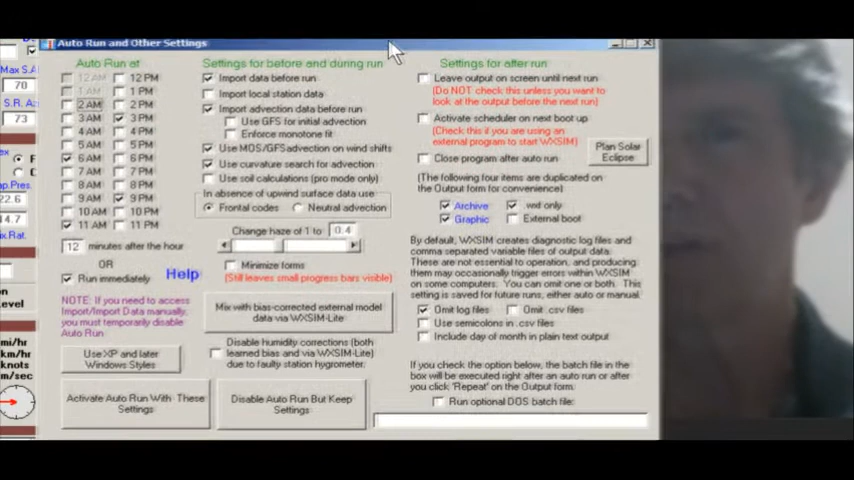 Auto Run and Other Settings
Auto Run at
12 AM 12 PM
1 AM 1 PM
2 AM 2 PM
3 AM 3 PM
4 AM 4 PM
5 AM 5 PM
6 AM 6 PM
7 AM 7 PM
8 AM 8 PM
9 AM 9 PM
10 AM 10 PM
11 AM 11 PM
12 minutes after the hour
OR
Run immediately
Help
NOTE: If you need to access
Import/Import Data manually,
you must temporarily disable
Auto Run
Use XP and later
Windows Styles
Activate Auto Run With These
Settings
Settings for before and during run
Import data before run
Import local station data
Import advection data before run
Use GFS for initial advection
Enforce monotone fit
Use MOS/GFS advection on wind shifts
Use curvature search for advection
Use soil calculations (pro mode only)
In absence of upwind surface data use
Frontal codes Neutral advection
Change haze of 1 to 0.4
Minimize forms
(Still leaves small progress bars visible)
Mix with bias-corrected external model
data via WXSIM-Lite
Disable humidity corrections (both
learned bias and via WXSIM-Lite)
due to faulty station hygrometer.
Disable Auto Run But Keep
Settings
Settings for after run
Leave output on screen until next run
(Do NOT check this unless you want to
look at the output before the next run)
Activate scheduler on next boot up
(Check this if you are using an
external program to start WXSIM)
Plan Solar
Eclipse
Close program after auto run
(The following four items are duplicated on
the Output form for convenience)
Archive .wxf only
Graphic External boot
By default, WXSIM creates diagnostic log files and
comma separated variable files of output data.
These are not essential to operation, and producing
them may occasionally trigger errors within WXSIM
on some computers. You can omit one or both. This
setting is saved for future runs, either auto or manual.
Omit log files Omit .csv files
Use semicolons in .csv files
Include day of month in plain text output
If you check the option below, the batch file in the
box will be executed right after an auto run or after
you click 'Repeat' on the Output form.
Run optional DOS batch file:
Max S.A
70
S.R. A
73
22.6
14.7
mi/hr
km/hr
knots
m/sec